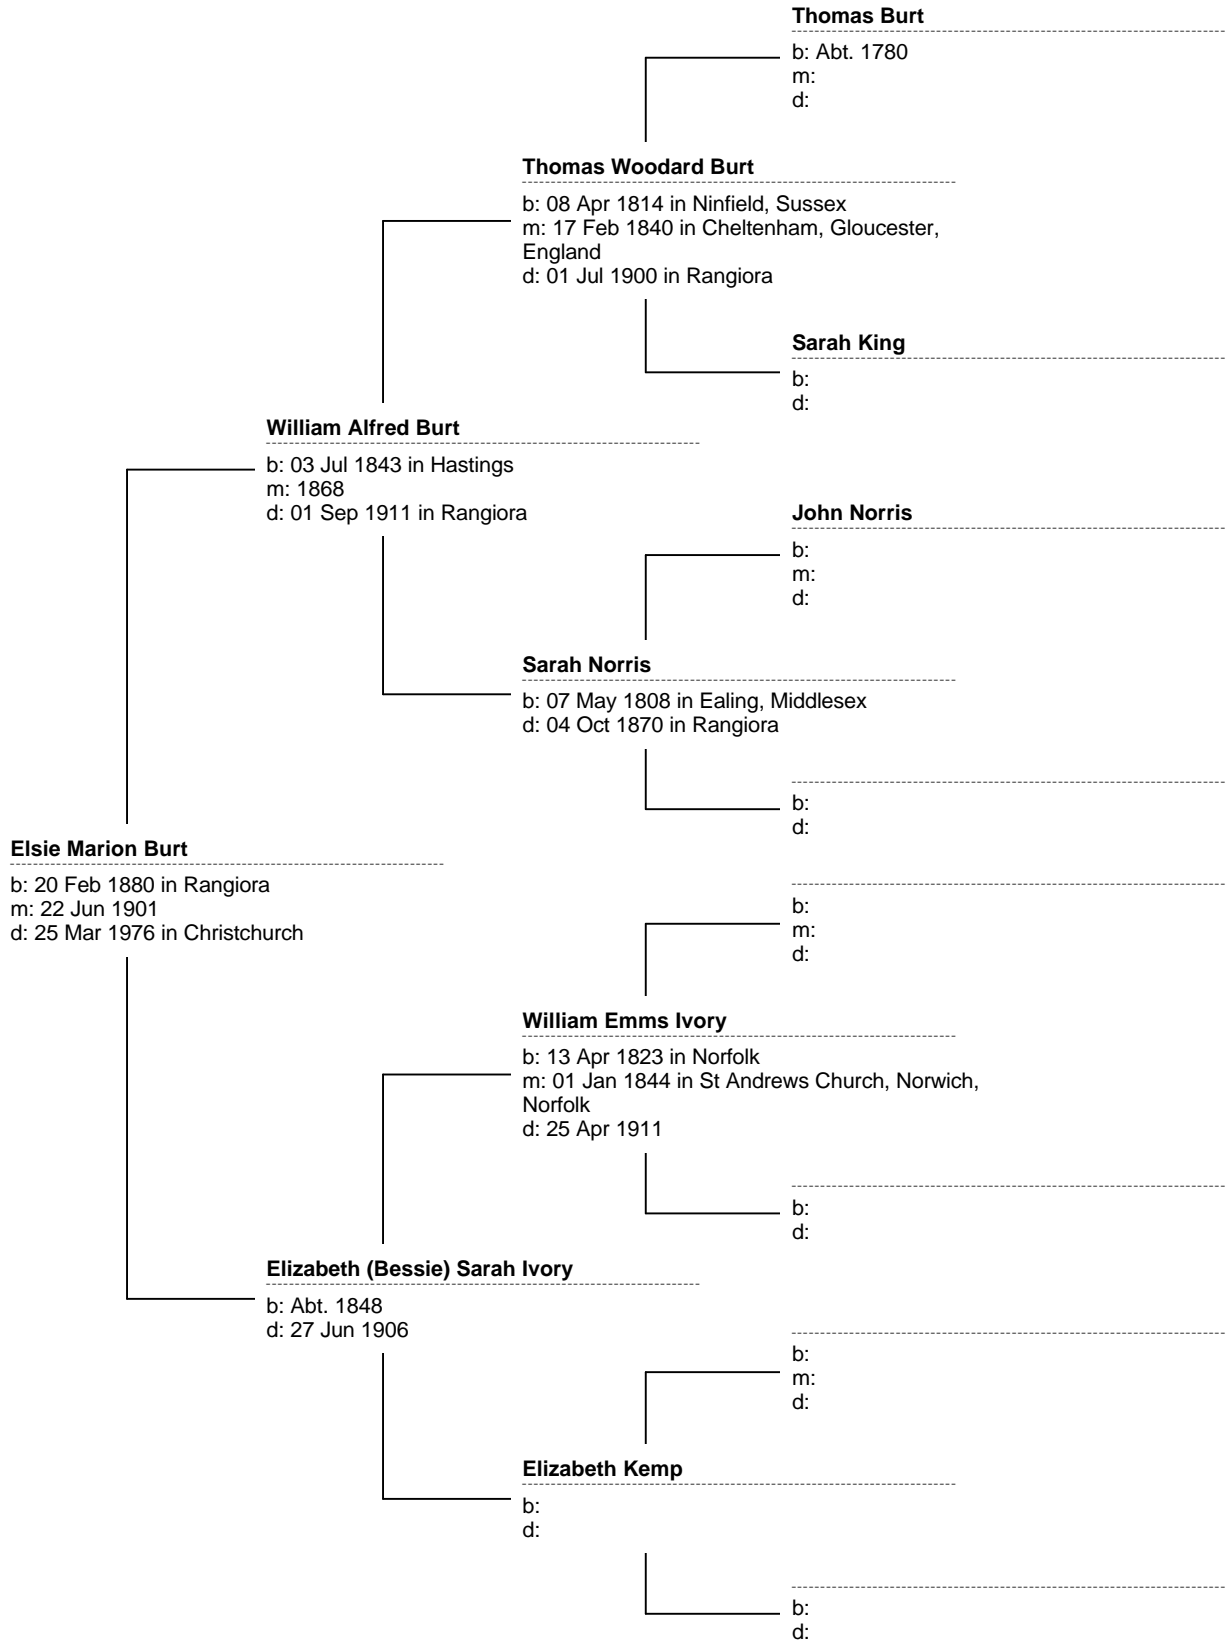 Thomas Burt
b: Abt. 1780
m:
d:
Thomas Woodard Burt
b: 08 Apr 1814 in Ninfield, Sussex
m: 17 Feb 1840 in Cheltenham, Gloucester,
England
d: 01 Jul 1900 in Rangiora
Sarah King
b:
d:
William Alfred Burt
b: 03 Jul 1843 in Hastings
m: 1868
d: 01 Sep 1911 in Rangiora
John Norris
b:
m:
d:
Sarah Norris
b: 07 May 1808 in Ealing, Middlesex
d: 04 Oct 1870 in Rangiora
b:
d:
Elsie Marion Burt
b: 20 Feb 1880 in Rangiora
m: 22 Jun 1901
d: 25 Mar 1976 in Christchurch
b:
m:
d:
William Emms Ivory
b: 13 Apr 1823 in Norfolk
m: 01 Jan 1844 in St Andrews Church, Norwich,
Norfolk
d: 25 Apr 1911
b:
d:
Elizabeth (Bessie) Sarah Ivory
b: Abt. 1848
d: 27 Jun 1906
b:
m:
d:
Elizabeth Kemp
b:
d:
b:
d: